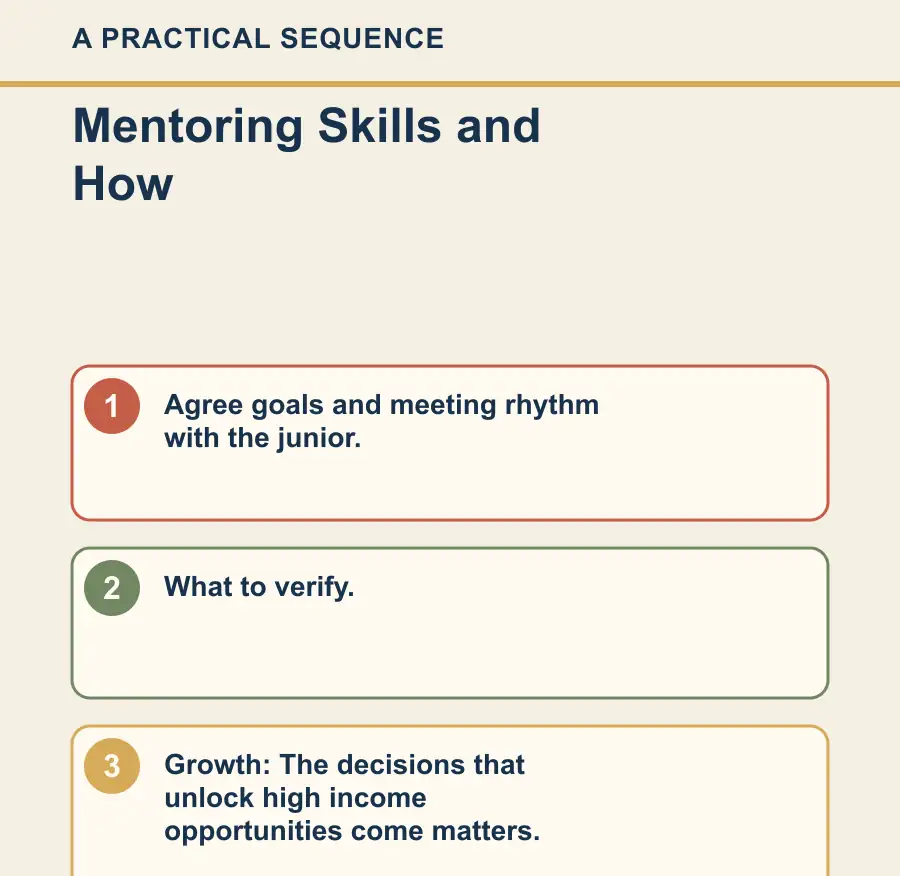 A PRACTICAL SEQUENCE
Mentoring Skills and
How
1
Agree goals and meeting rhythm
with the junior.
2
What to verify.
3
Growth: The decisions that
unlock high income
opportunities come matters.